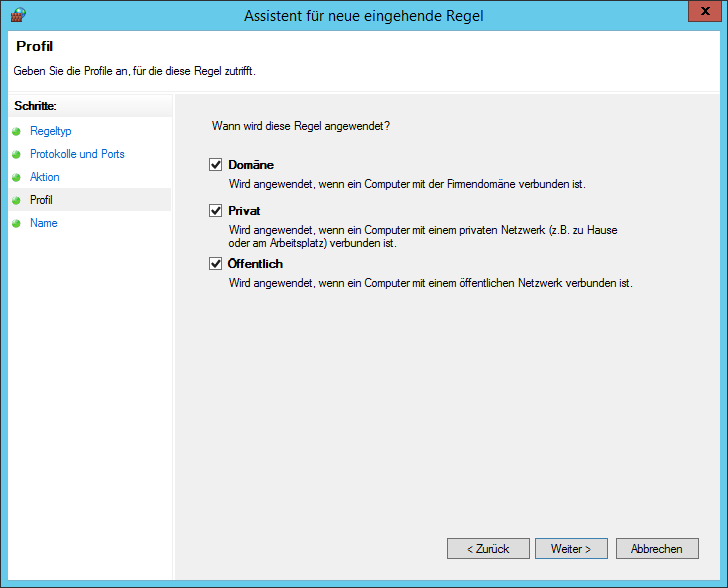 Assistent für neue eingehende Regel
x
Profil
Geben Sie die Profile an, für die diese Regel zutrifft.
Schritte:
Regeltyp
Protokolle und Ports
Aktion
Profil
Name
Wann wird diese Regel angewendet?
Domäne
Wird angewendet, wenn ein Computer mit der Firmendomäne verbunden ist.
Privat
Wird angewendet, wenn ein Computer mit einem privaten Netzwerk (z.B. zu Hause
oder am Arbeitsplatz) verbunden ist.
Öffentlich
Wird angewendet, wenn ein Computer mit einem öffentlichen Netzwerk verbunden ist.
< Zurück
Weiter >
Abbrechen